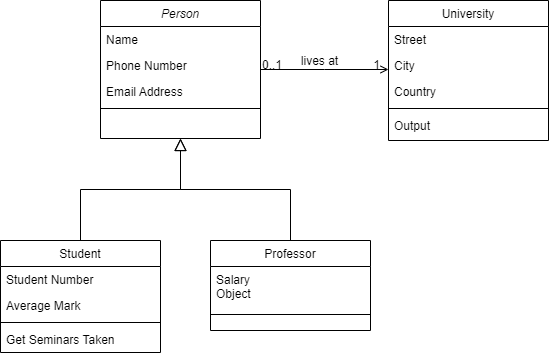 Person
Name
Phone Number
Email Address
0..1
lives at
1
University
Street
City
Country
Output
Student
Student Number
Average Mark
Get Seminars Taken
Professor
Salary
Object